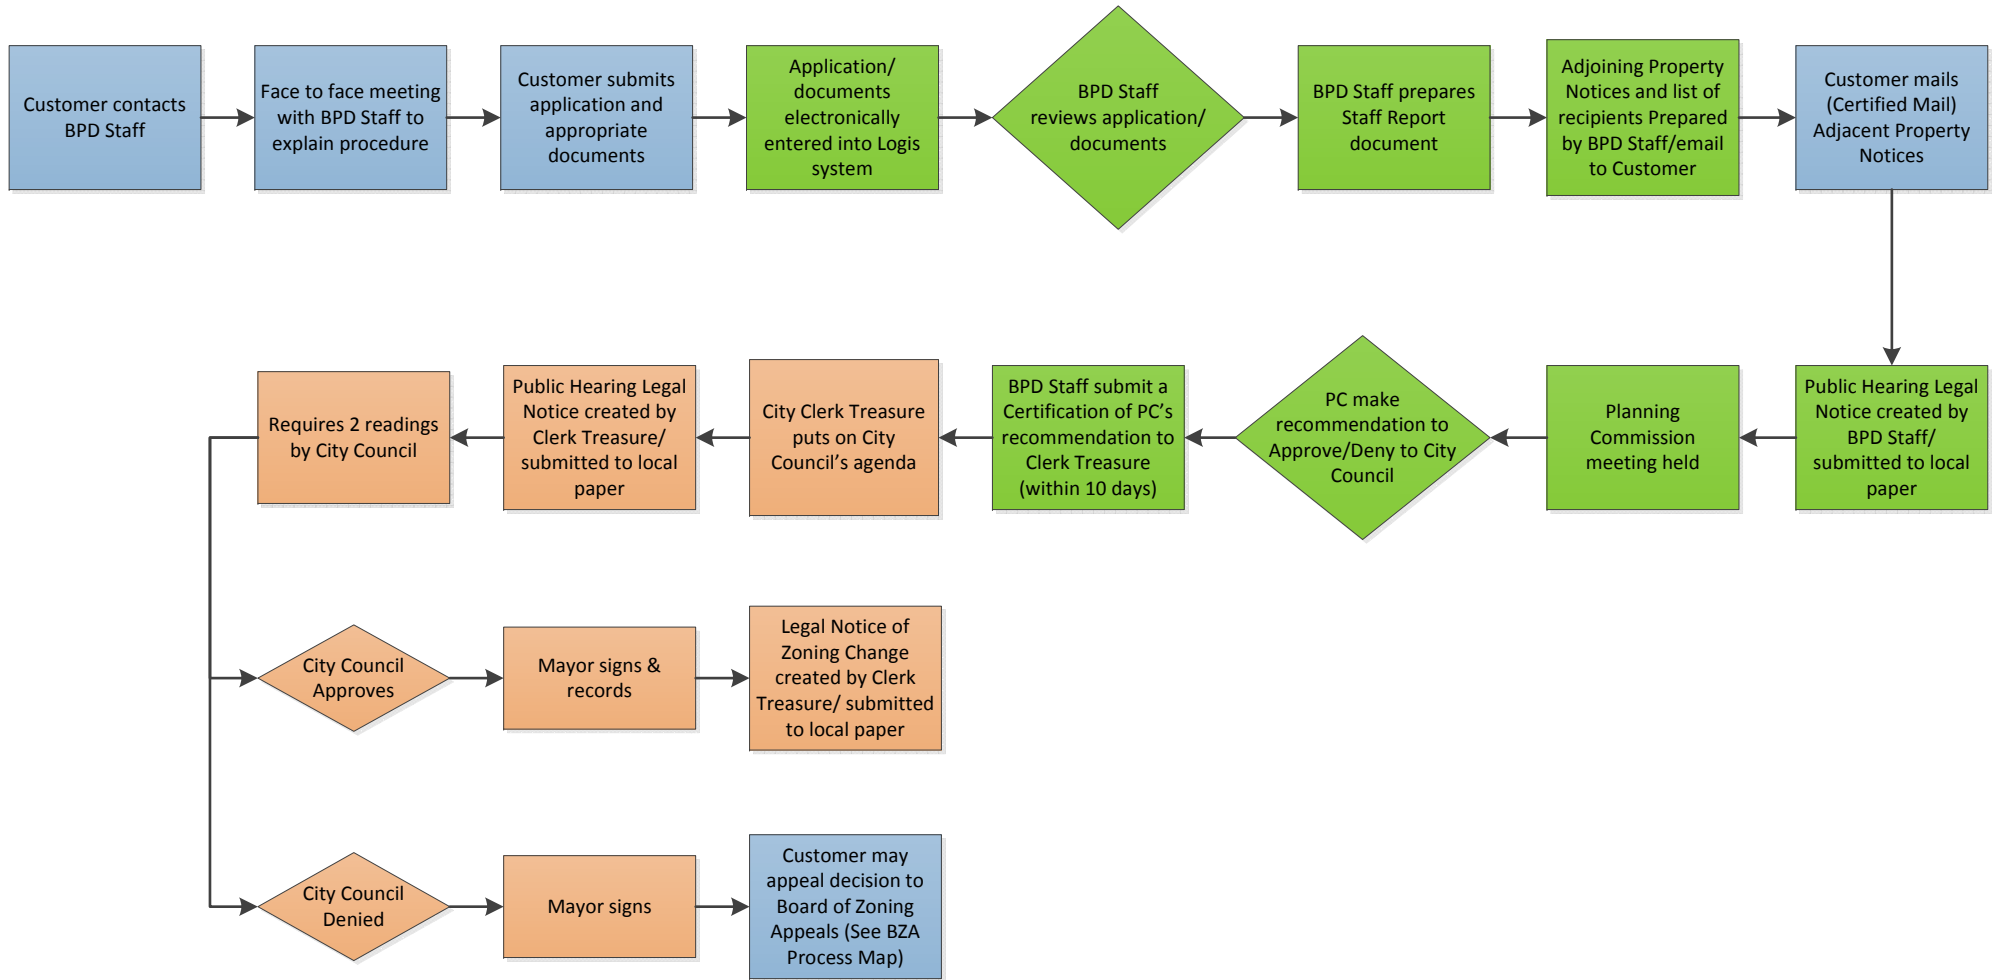 Customer contacts
BPD Staff
Face to face meeting
with BPD Staff to
explain procedure
Customer submits
application and
appropriate
documents
Application/
documents
electronically
entered into Logis
system
BPD Staff
reviews application/
documents
BPD Staff prepares
Staff Report
document
Adjoining Property
Notices and list of
recipients Prepared
by BPD Staff/email
to Customer
Customer mails
(Certified Mail)
Adjacent Property
Notices
Requires 2 readings
by City Council
Public Hearing Legal
Notice created by
Clerk Treasure/
submitted to local
paper
City Clerk Treasure
puts on City
Council’s agenda
BPD Staff submit a
Certification of PC’s
recommendation to
Clerk Treasure
(within 10 days)
PC make
recommendation to
Approve/Deny to City
Council
Planning
Commission
meeting held
Public Hearing Legal
Notice created by
BPD Staff/
submitted to local
paper
City Council
Approves
Mayor signs &
records
Legal Notice of
Zoning Change
created by Clerk
Treasure/ submitted
to local paper
City Council
Denied
Mayor signs
Customer may
appeal decision to
Board of Zoning
Appeals (See BZA
Process Map)